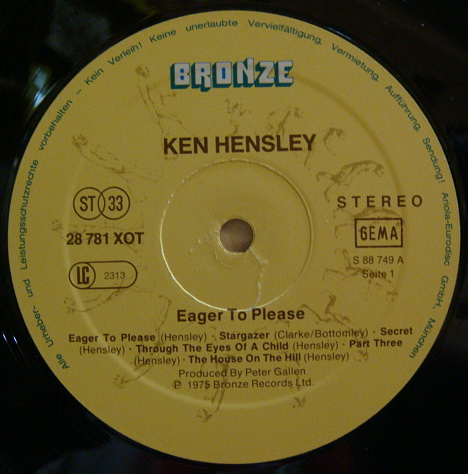 Alle Urheber- und Leistungsschutzrechte vorbehalten – Kein Verleih! Keine unerlaubte Vervielfältigung, Vermietung, Aufführung, Sendung! Ariola-Eurodisc GmbH, München
BRONZE
KEN HENSLEY
ST 33
STEREO
28 781 XOT
GEMA
S 88 749 A
LC 2313
Seite 1
Eager To Please
Eager To Please (Hensley) · Stargazer (Clarke/Bottomley) · Secret
(Hensley) · Through The Eyes Of A Child (Hensley) · Part Three
(Hensley) · The House On The Hill (Hensley)
Produced By Peter Gallen
℗ 1975 Bronze Records Ltd.